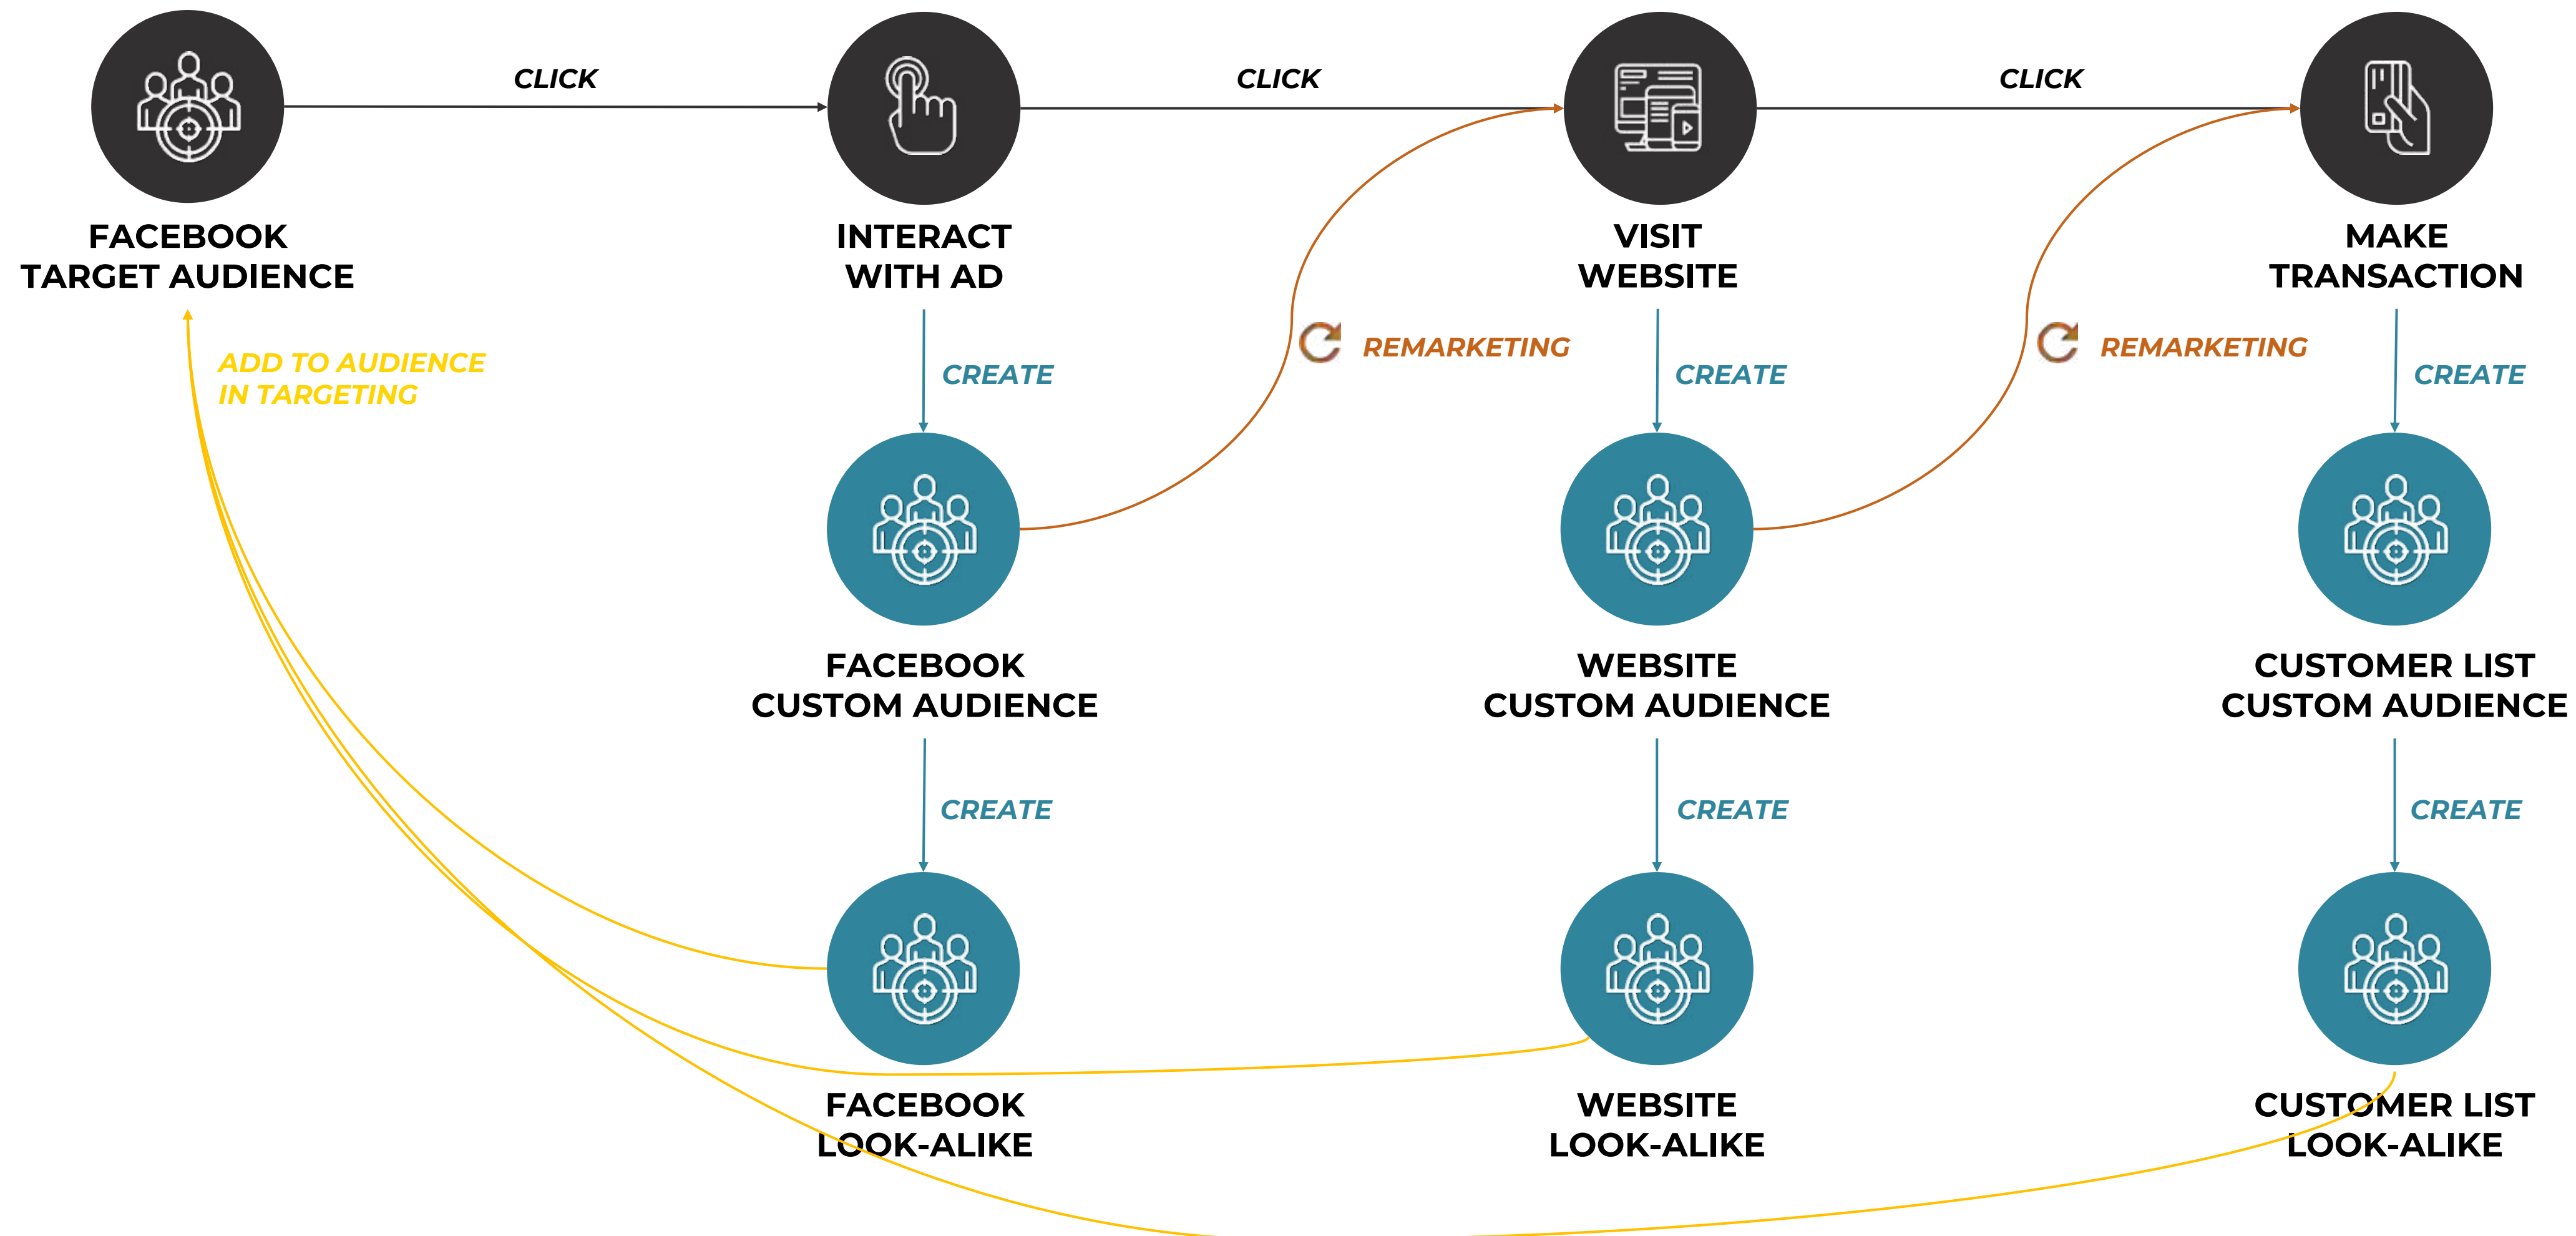 CLICK
CLICK
CLICK
FACEBOOK
TARGET AUDIENCE
INTERACT
WITH AD
VISIT
WEBSITE
MAKE
TRANSACTION
ADD TO AUDIENCE
IN TARGETING
CREATE
REMARKETING
CREATE
REMARKETING
CREATE
FACEBOOK
CUSTOM AUDIENCE
WEBSITE
CUSTOM AUDIENCE
CUSTOMER LIST
CUSTOM AUDIENCE
CREATE
CREATE
CREATE
FACEBOOK
LOOK-ALIKE
WEBSITE
LOOK-ALIKE
CUSTOMER LIST
LOOK-ALIKE